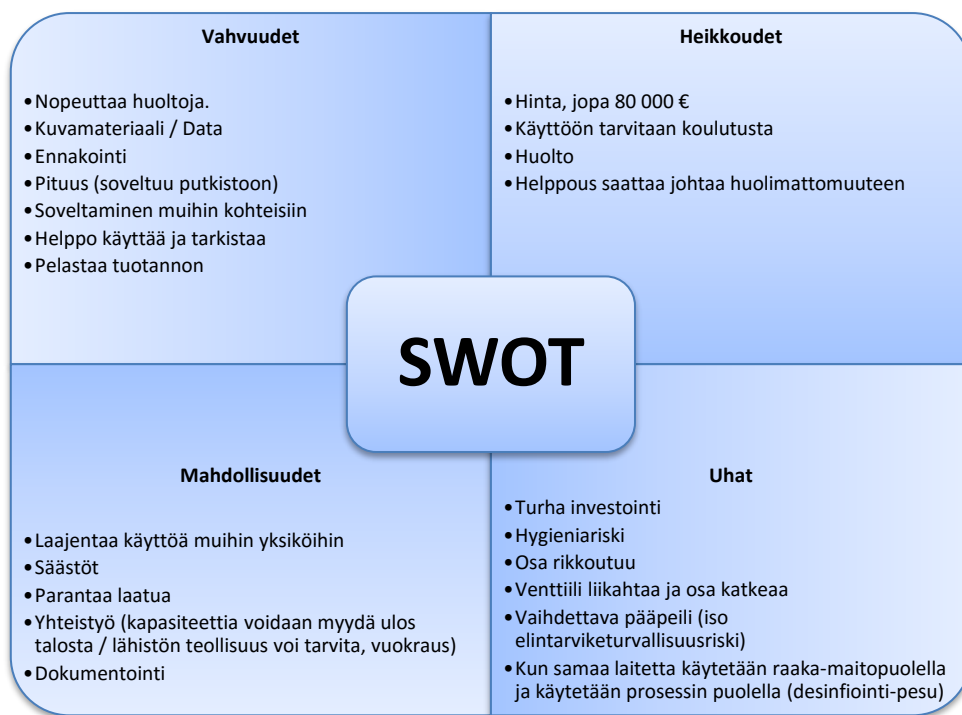 Vahvuudet
•Nopeuttaa huoltoja.
•Kuvamateriaali / Data
•Ennakointi
•Pituus (soveltuu putkistoon)
•Soveltaminen muihin kohteisiin
•Helppo käyttää ja tarkistaa
•Pelastaa tuotannon
Heikkoudet
•Hinta, jopa 80 000 €
•Käyttöön tarvitaan koulutusta
•Huolto
•Helppous saattaa johtaa huolimattomuuteen
SWOT
Mahdollisuudet
•Laajentaa käyttöä muihin yksiköihin
•Säästöt
•Parantaa laatua
•Yhteistyö (kapasiteettia voidaan myydä ulos
talosta / lähistön teollisuus voi tarvita, vuokraus)
•Dokumentointi
Uhat
•Turha investointi
•Hygieniariski
•Osa rikkoutuu
•Venttiili liikahtaa ja osa katkeaa
•Vaihdettava pääpeili (iso
elintarviketurvallisuusriski)
•Kun samaa laitetta käytetään raaka-maitopuolella
ja käytetään prosessin puolella (desinfiointi-pesu)